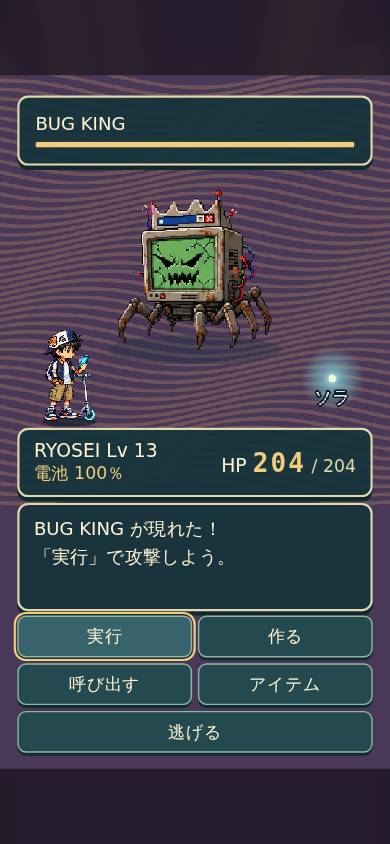 BUG KING
ソラ
RYOSEI Lv 13
電池 100％
HP 204 / 204
BUG KING が現れた！
「実行」で攻撃しよう。
実行
作る
呼び出す
アイテム
逃げる